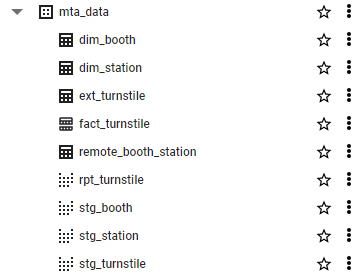 mta_data
dim_booth
dim_station
ext_turnstile
fact_turnstile
remote_booth_station
rpt_turnstile
stg_booth
stg_station
stg_turnstile